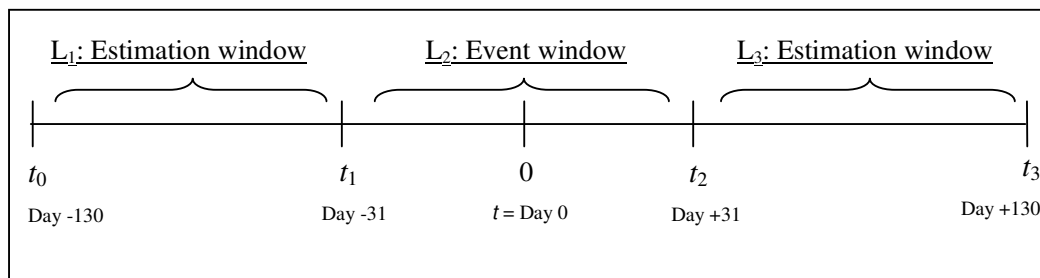 L1: Estimation window L2: Event window L3: Estimation window
t0 t1 0 t2 t3
Day -130 Day -31 t = Day 0 Day +31 Day +130